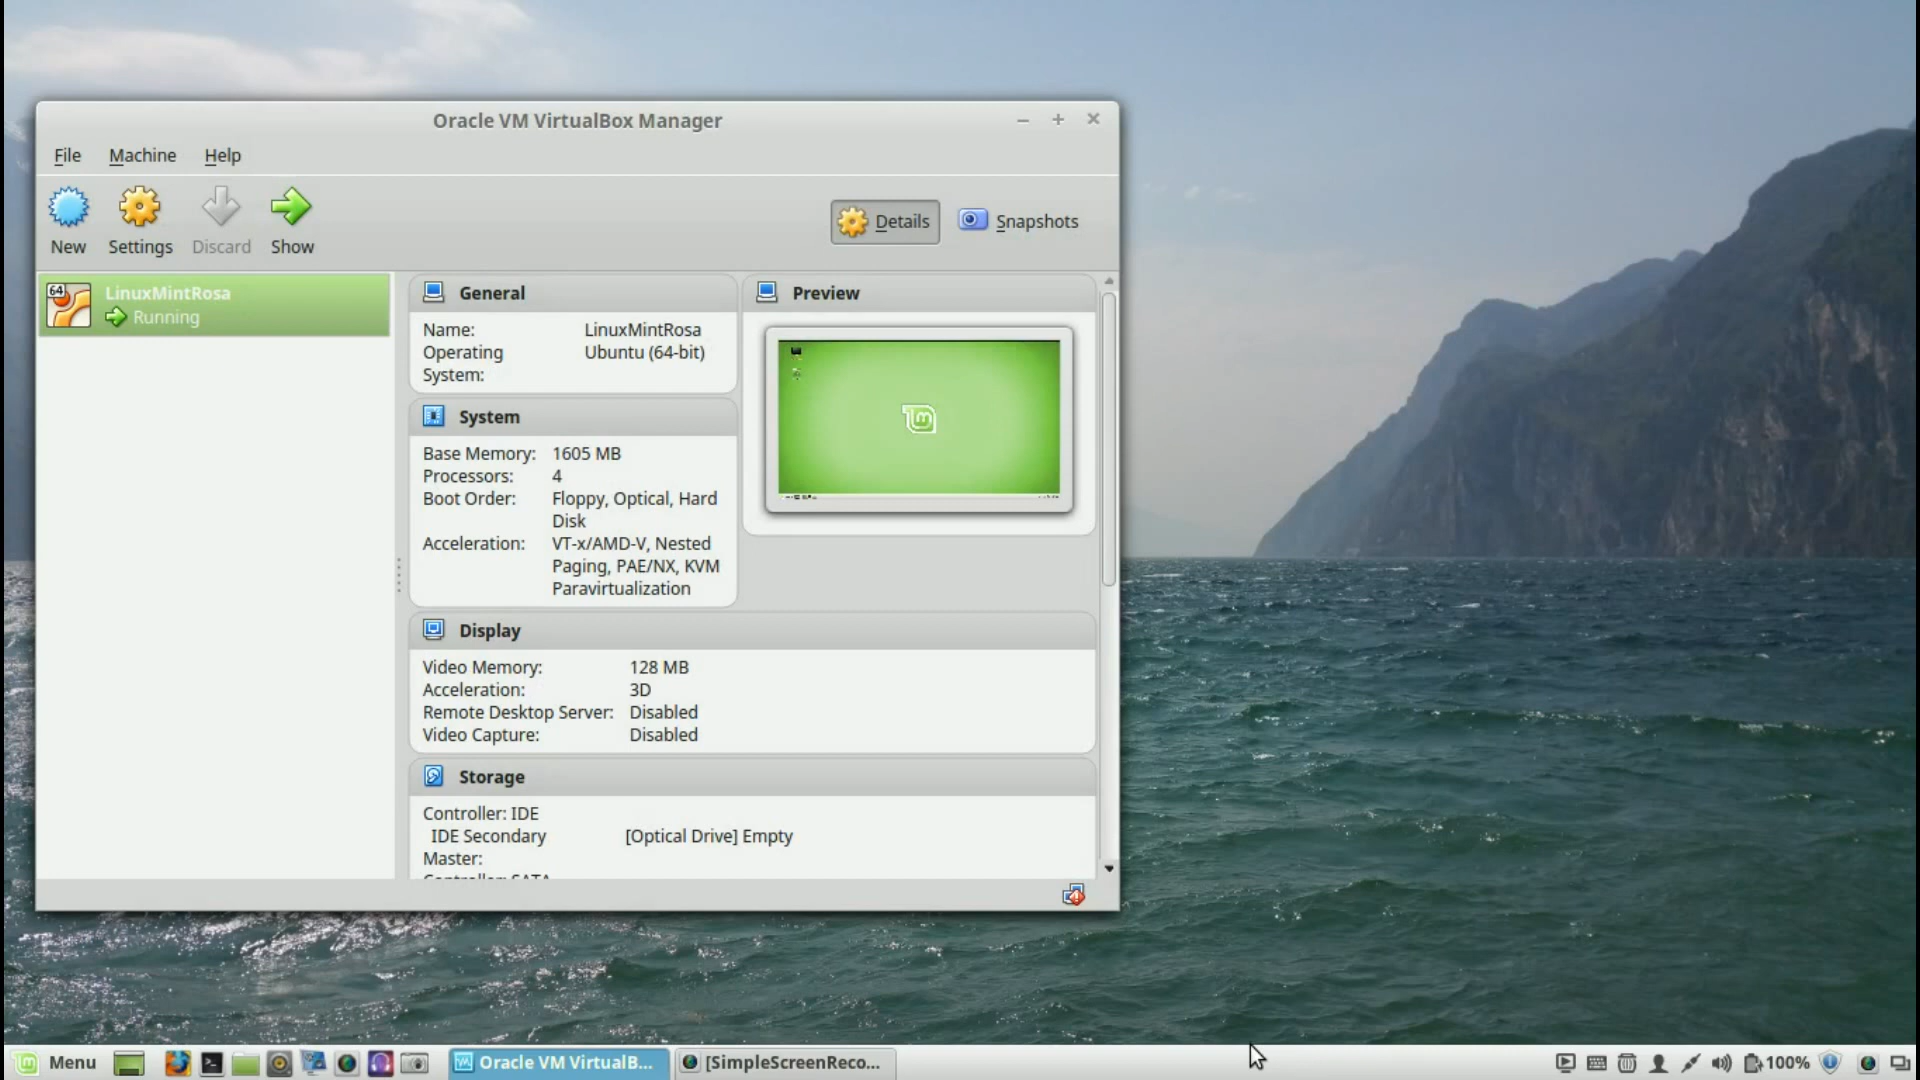 Oracle VM VirtualBox Manager
File Machine Help
New Settings Discard Show
Details Snapshots
64
LinuxMintRosa
Running
General
Name: LinuxMintRosa
Operating Ubuntu (64-bit)
System:
Preview
System
Base Memory: 1605 MB
Processors: 4
Boot Order: Floppy, Optical, Hard
Disk
Acceleration: VT-x/AMD-V, Nested
Paging, PAE/NX, KVM
Paravirtualization
Display
Video Memory: 128 MB
Acceleration: 3D
Remote Desktop Server: Disabled
Video Capture: Disabled
Storage
Controller: IDE
IDE Secondary [Optical Drive] Empty
Master:
Controller: SATA
Menu Oracle VM VirtualB... [SimpleScreenReco... 100%